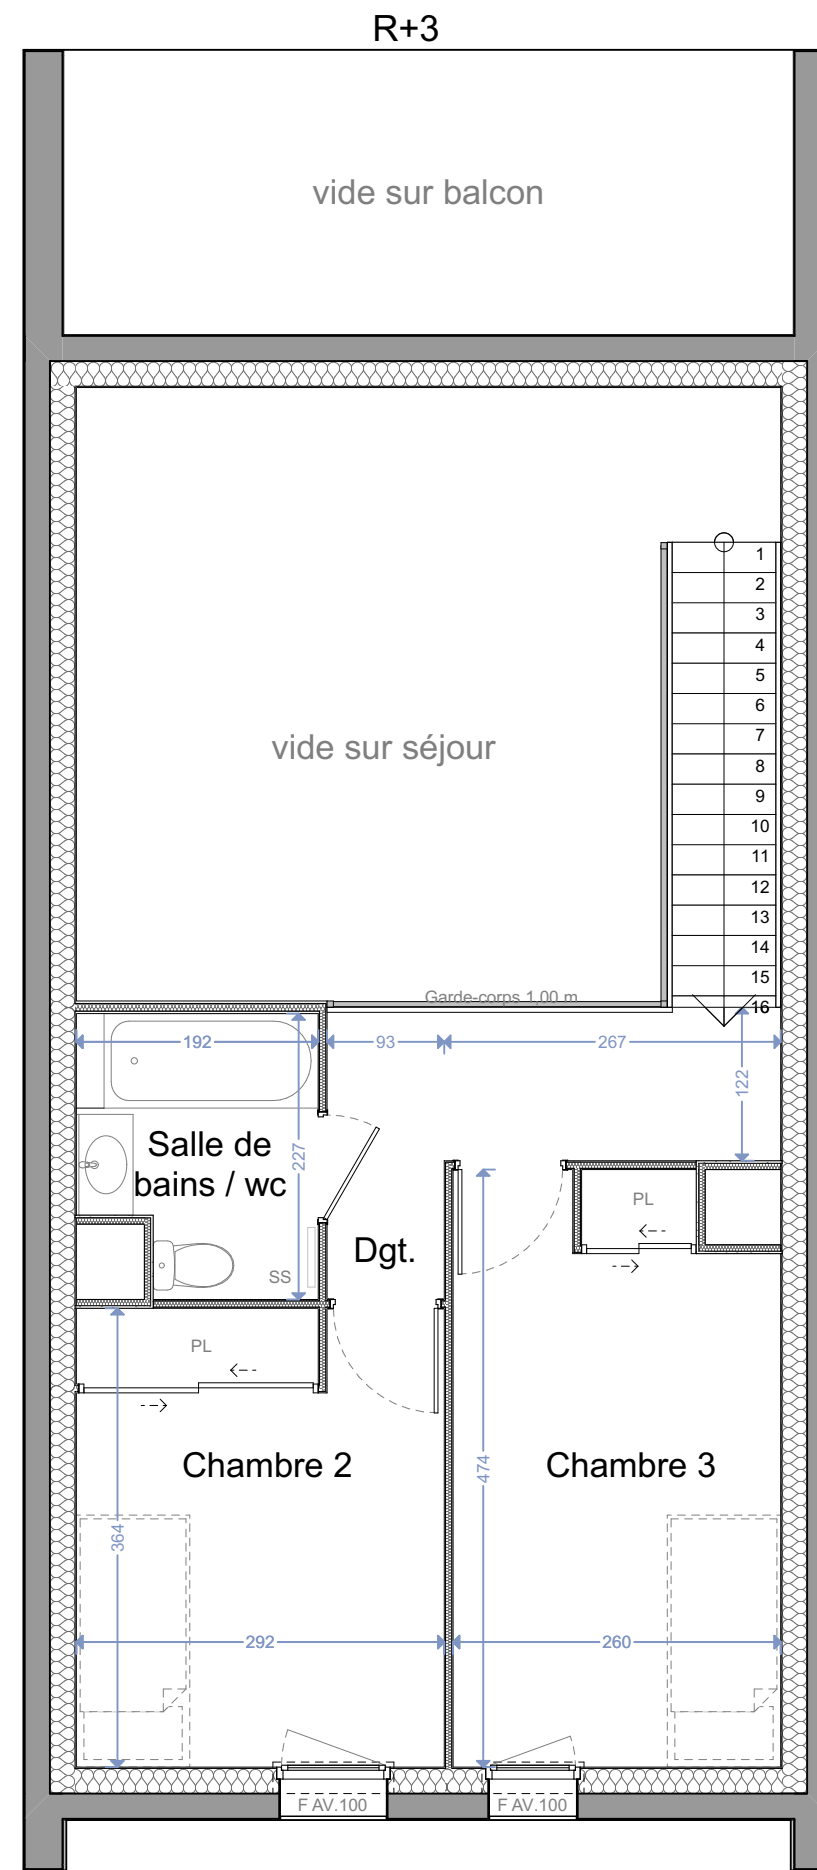 R+3
vide sur balcon
1
2
3
4
5
6
7
vide sur séjour
8
9
10
11
12
13
14
15
Garde-corps 1,00 m
16
192
93
267
122
Salle de
bains / wc
227
PL
Dgt.
SS
PL
Chambre 2
Chambre 3
474
364
292
260
F AV.100
F AV.100